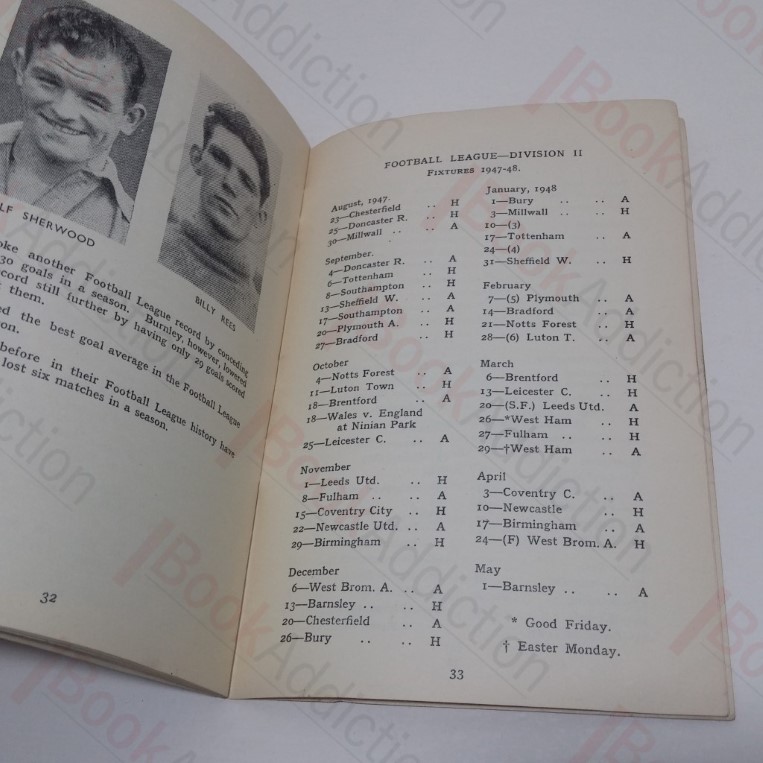 LF SHERWOOD
BILLY REES
oke another Football League record by conceding
30 goals in a season. Burnley, however, lowered
cord still further by having only 29 goals scored
them.
d the best goal average in the Football League
on.
before in their Football League history have
lost six matches in a season.
32
FOOTBALL LEAGUE—DIVISION II
FIXTURES 1947-48.
August, 1947.
23—Chesterfield .. H
25—Doncaster R. .. H
30—Millwall .. A
September.
4—Doncaster R. .. A
6—Tottenham .. H
8—Southampton .. H
13—Sheffield W. .. A
17—Southampton .. A
20—Plymouth A. .. H
27—Bradford .. H
October
4—Notts Forest .. A
11—Luton Town .. H
18—Brentford .. A
18—Wales v. England
at Ninian Park
25—Leicester C. .. A
November
1—Leeds Utd. .. H
8—Fulham .. .. A
15—Coventry City .. H
22—Newcastle Utd. .. A
29—Birmingham .. H
December
6—West Brom. A. .. A
13—Barnsley .. .. H
20—Chesterfield .. A
26—Bury .. .. H
January, 1948
1—Bury .. .. A
3—Millwall .. .. H
10—(3)
17—Tottenham .. A
24—(4)
31—Sheffield W. .. H
February
7—(5) Plymouth .. A
14—Bradford .. .. A
21—Notts Forest .. H
28—(6) Luton T. .. A
March
6—Brentford .. H
13—Leicester C. .. H
20—(S.F.) Leeds Utd. A
26—*West Ham .. H
27—Fulham .. .. H
29—†West Ham .. A
April
3—Coventry C. .. A
10—Newcastle .. H
17—Birmingham .. A
24—(F) West Brom. A. H
May
1—Barnsley .. .. A
* Good Friday.
† Easter Monday.
33
BookAddiction
BookAddiction
BookAddiction
BookAddiction